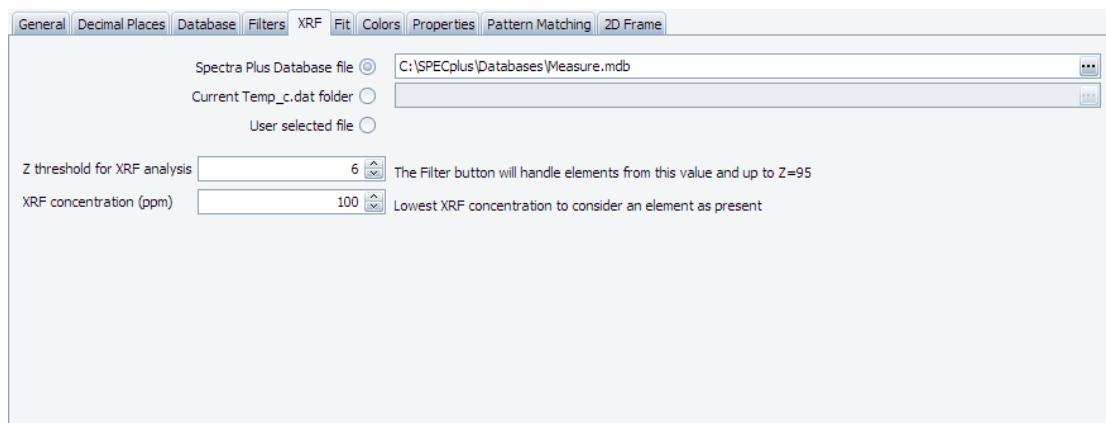 General Decimal Places Database Filters XRF Fit Colors Properties Pattern Matching 2D Frame
Spectra Plus Database file C:\SPECplus\Databases\Measure.mdb ...
Current Temp_c.dat folder ...
User selected file
Z threshold for XRF analysis 6 The Filter button will handle elements from this value and up to Z=95
XRF concentration (ppm) 100 Lowest XRF concentration to consider an element as present